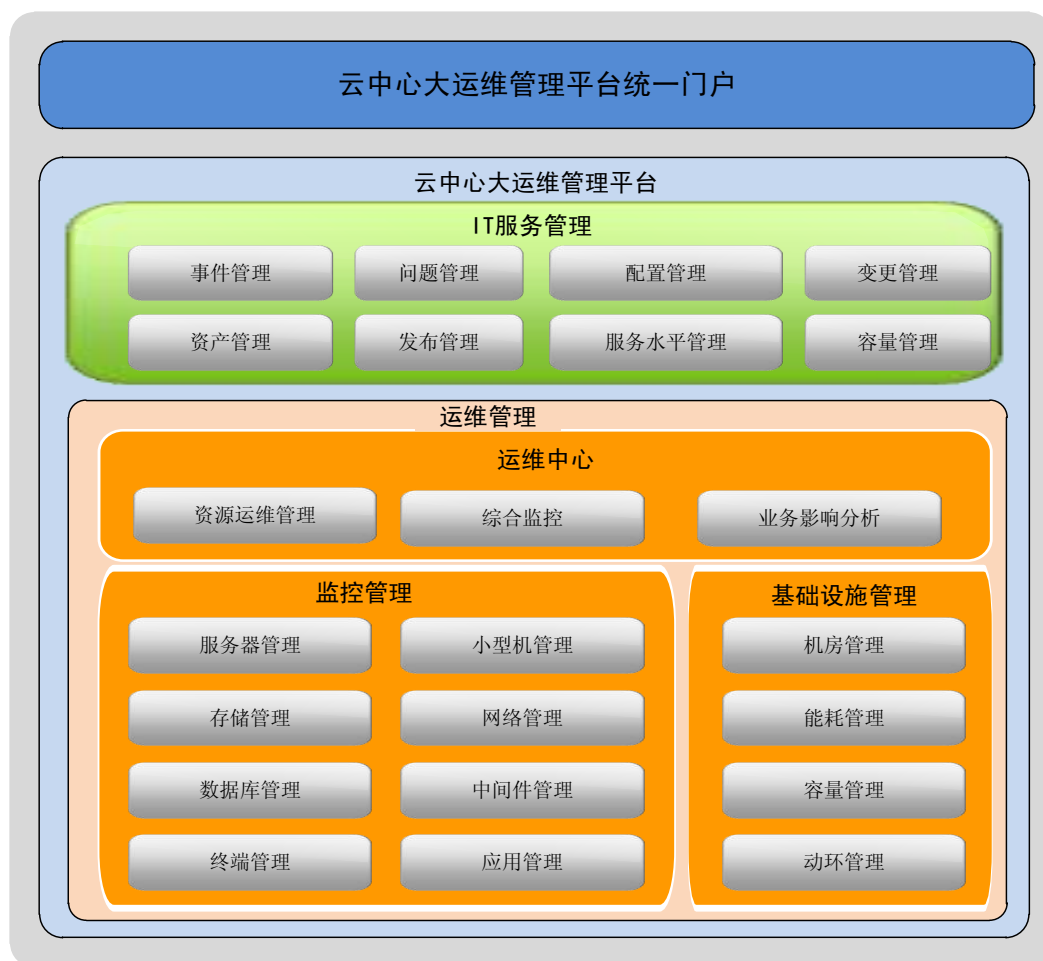 云中心大运维管理平台统一门户
云中心大运维管理平台
IT服务管理
事件管理
问题管理
配置管理
变更管理
资产管理
发布管理
服务水平管理
容量管理
运维管理
运维中心
资源运维管理
综合监控
业务影响分析
监控管理
服务器管理
小型机管理
存储管理
网络管理
数据库管理
中间件管理
终端管理
应用管理
基础设施管理
机房管理
能耗管理
容量管理
动环管理